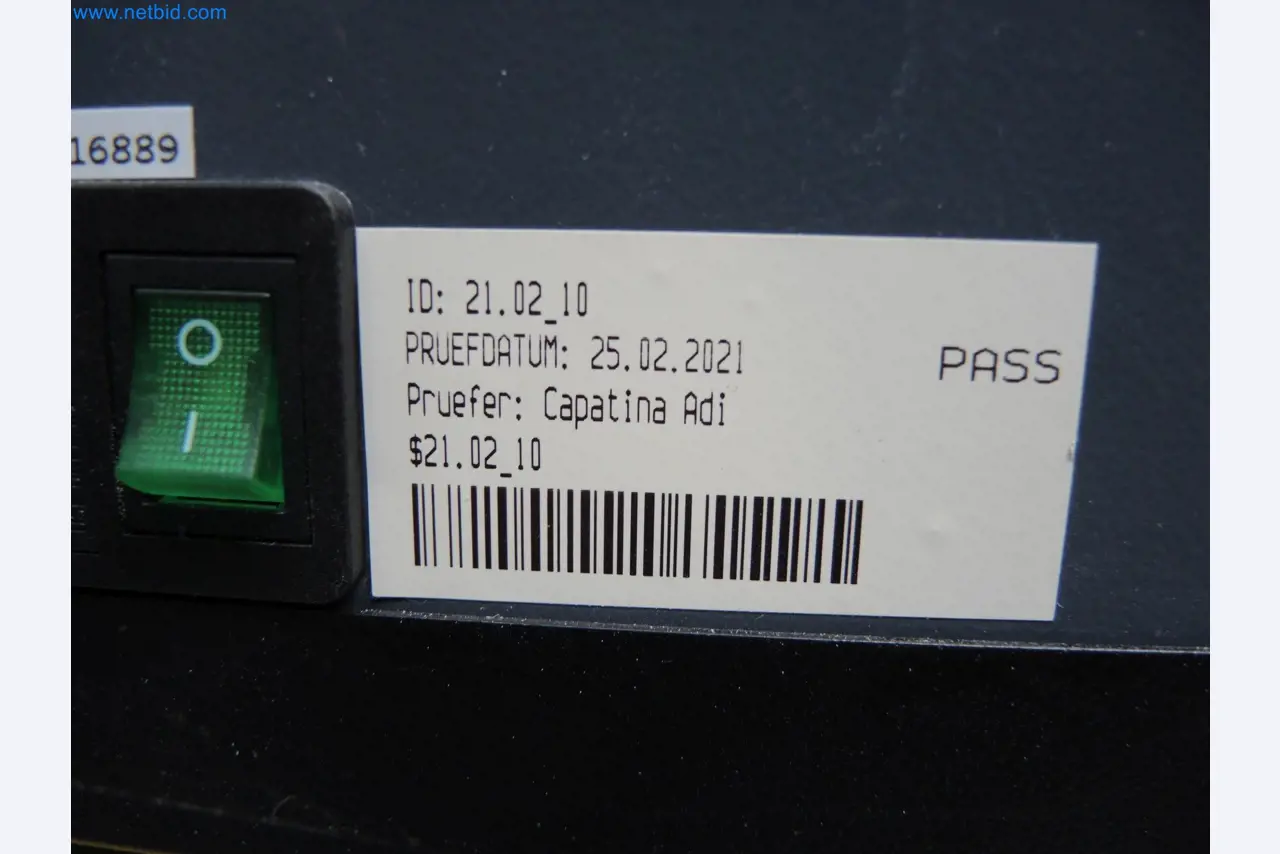 www.netbid.com
16889
ID: 21.02_10
PRUEFDATUM: 25.02.2021
PASS
Pruefer: Capatina Adi
$21.02_10
O
I